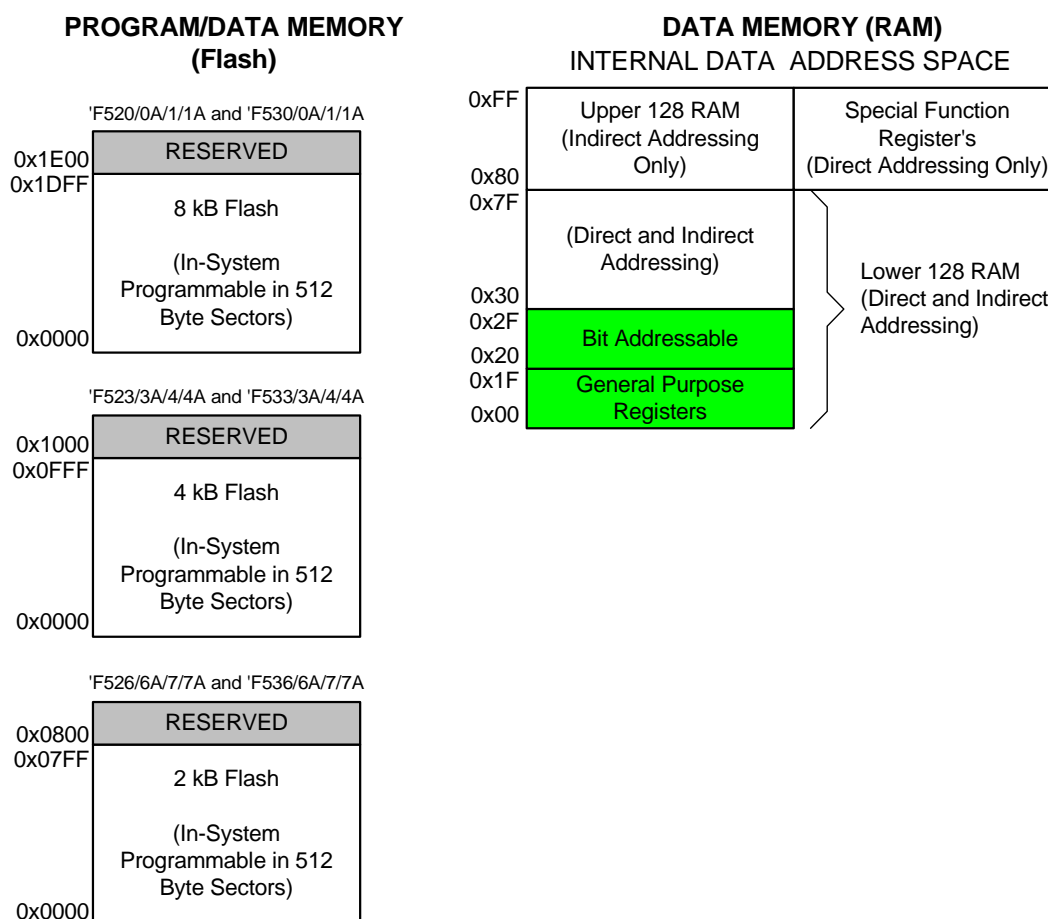 PROGRAM/DATA MEMORY
(Flash)
'F520/0A/1/1A and 'F530/0A/1/1A
RESERVED
0x1E00
0x1DFF
8 kB Flash
(In-System
Programmable in 512
Byte Sectors)
0x0000
'F523/3A/4/4A and 'F533/3A/4/4A
RESERVED
0x1000
0x0FFF
4 kB Flash
(In-System
Programmable in 512
Byte Sectors)
0x0000
'F526/6A/7/7A and 'F536/6A/7/7A
RESERVED
0x0800
0x07FF
2 kB Flash
(In-System
Programmable in 512
Byte Sectors)
0x0000
DATA MEMORY (RAM)
INTERNAL DATA ADDRESS SPACE
0xFF
Upper 128 RAM
(Indirect Addressing
Only)
0x80
Special Function
Register's
(Direct Addressing Only)
0x7F
(Direct and Indirect
Addressing)
0x30
Lower 128 RAM
(Direct and Indirect
Addressing)
0x2F
Bit Addressable
0x20
0x1F
General Purpose
Registers
0x00